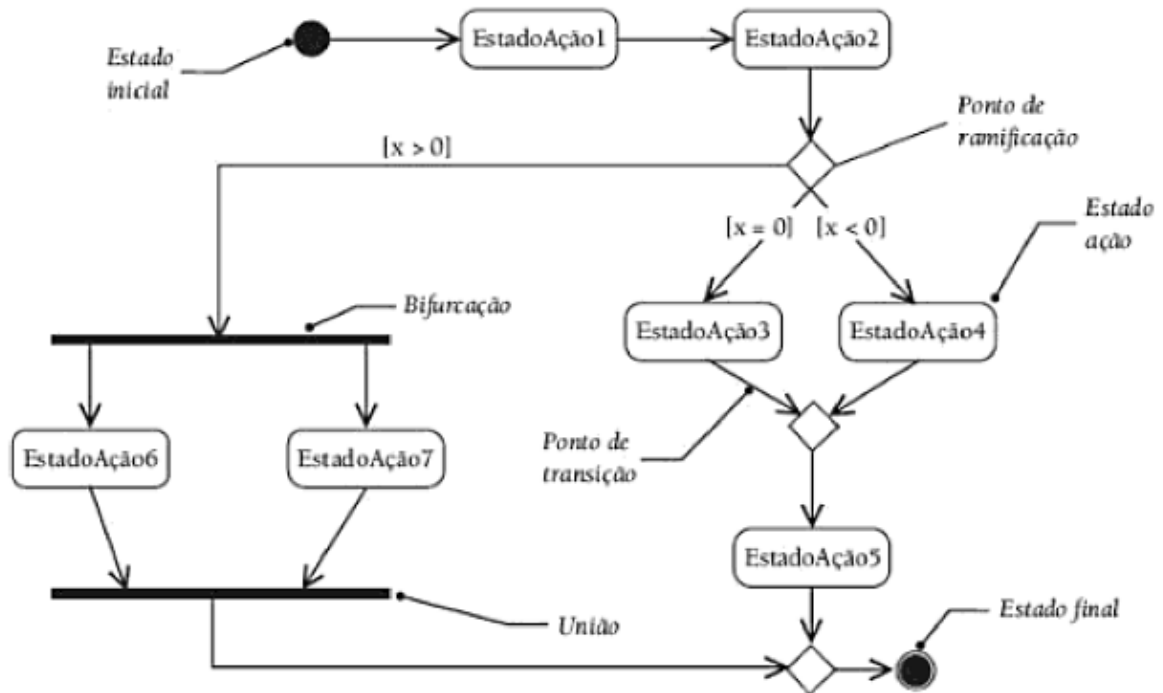 EstadoAção1
EstadoAção2
Estado
inicial
Ponto de
ramificação
[x > 0]
[x = 0]
[x < 0]
Estado
ação
Bifurcação
EstadoAção3
EstadoAção4
EstadoAção6
EstadoAção7
Ponto de
transição
EstadoAção5
União
Estado final